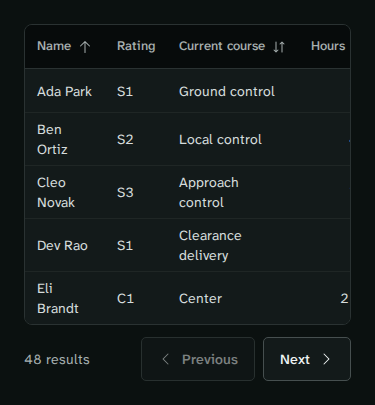 Name Rating Current course Hours
Ada Park S1 Ground control
Ben
Ortiz S2 Local control
Cleo
Novak S3 Approach
control
Dev Rao S1 Clearance
delivery
Eli
Brandt C1 Center 2
48 results Previous Next